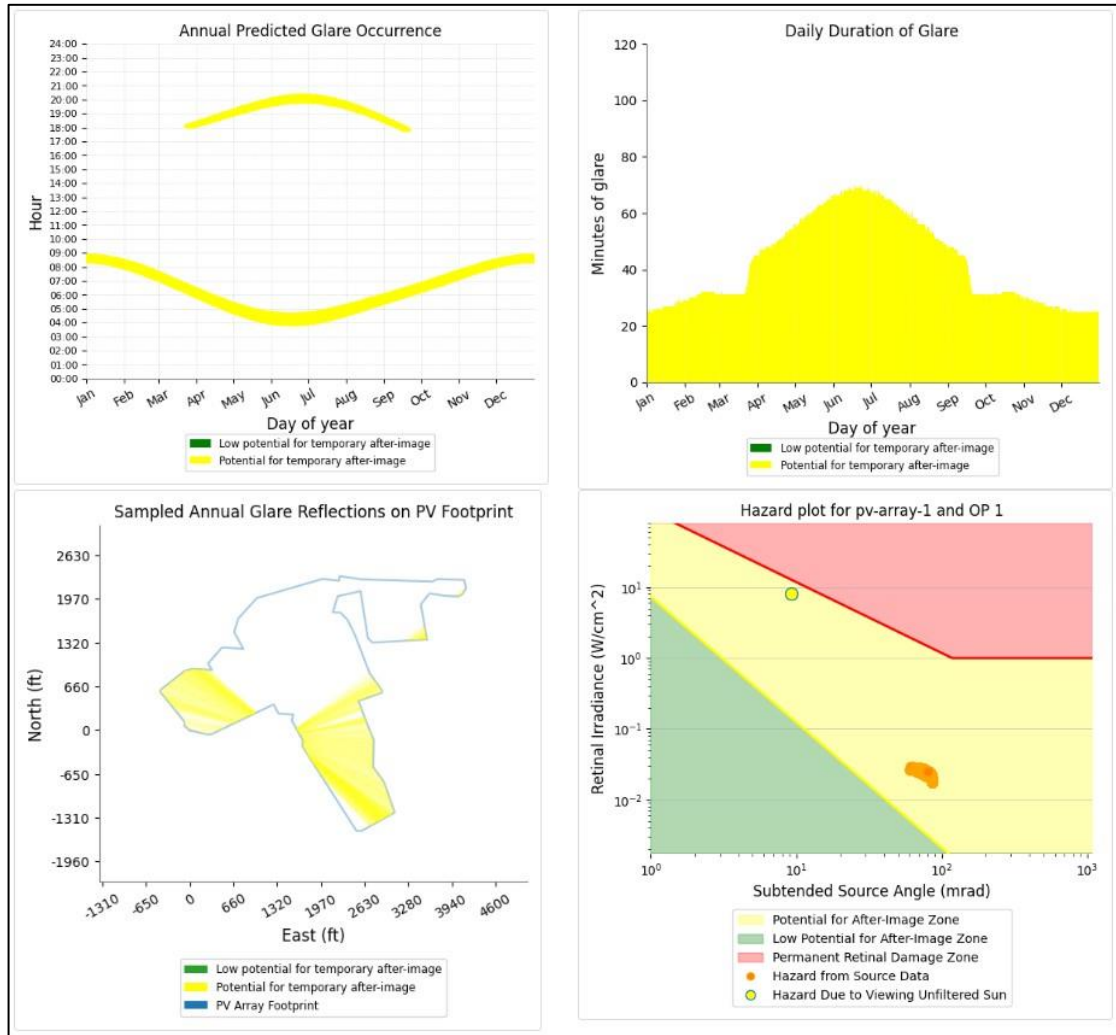 Annual Predicted Glare Occurrence
24:00
23:00
22:00
21:00
20:00
19:00
18:00
17:00
16:00
15:00
14:00
13:00
12:00
11:00
10:00
09:00
08:00
07:00
06:00
05:00
04:00
03:00
02:00
01:00
00:00
Hour
Jan Feb Mar Apr May Jun Jul Aug Sep Oct Nov Dec
Day of year
Low potential for temporary after-image
Potential for temporary after-image
Daily Duration of Glare
120
100
80
60
40
20
0
Minutes of glare
Jan Feb Mar Apr May Jun Jul Aug Sep Oct Nov Dec
Day of year
Low potential for temporary after-image
Potential for temporary after-image
Sampled Annual Glare Reflections on PV Footprint
2630
1970
1320
660
0
-650
-1310
-1960
North (ft)
-1310 -650 0 660 1320 1970 2630 3280 3940 4600
East (ft)
Low potential for temporary after-image
Potential for temporary after-image
PV Array Footprint
Hazard plot for pv-array-1 and OP 1
10^1
10^0
10^-1
10^-2
Retinal Irradiance (W/cm^2)
10^0 10^1 10^2 10^3
Subtended Source Angle (mrad)
Potential for After-Image Zone
Low Potential for After-Image Zone
Permanent Retinal Damage Zone
Hazard from Source Data
Hazard Due to Viewing Unfiltered Sun